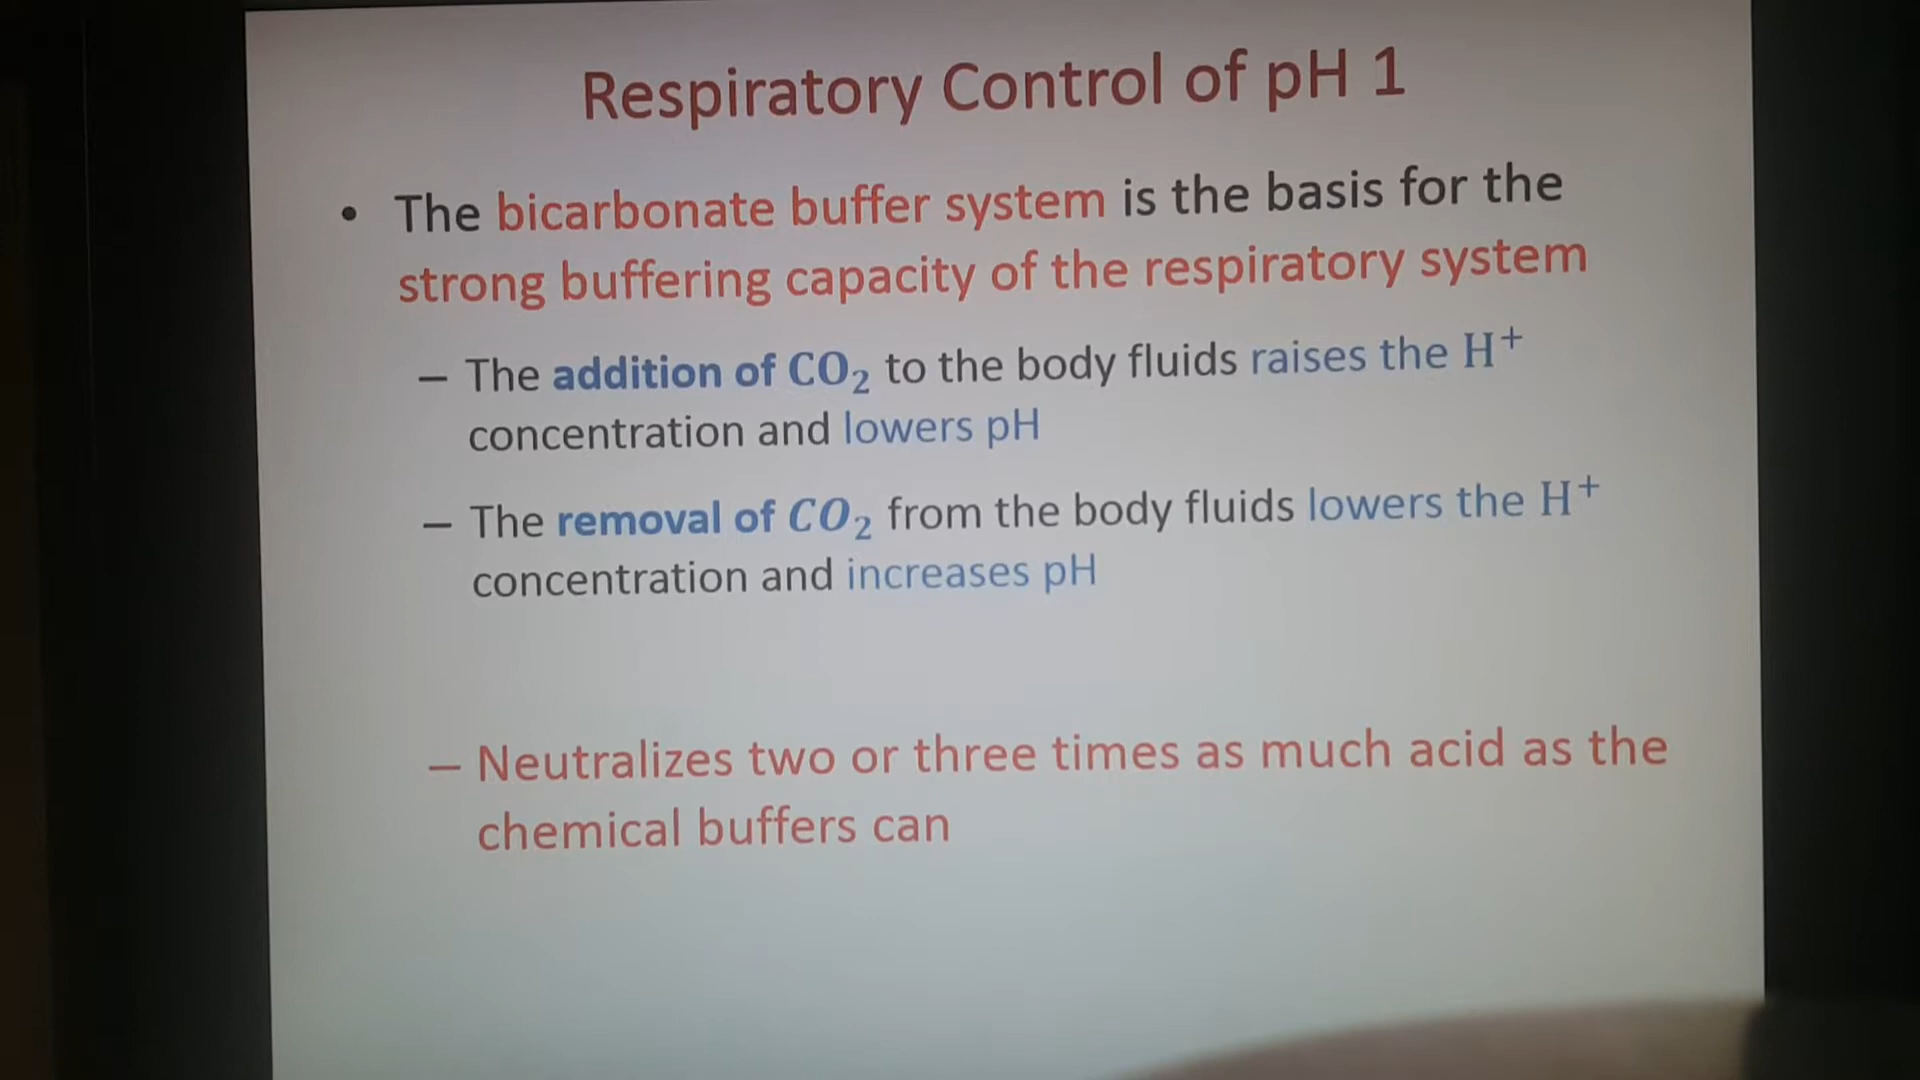 Respiratory Control of pH 1
• The bicarbonate buffer system is the basis for the
strong buffering capacity of the respiratory system
– The addition of CO₂ to the body fluids raises the H⁺
concentration and lowers pH
– The removal of CO₂ from the body fluids lowers the H⁺
concentration and increases pH
– Neutralizes two or three times as much acid as the
chemical buffers can